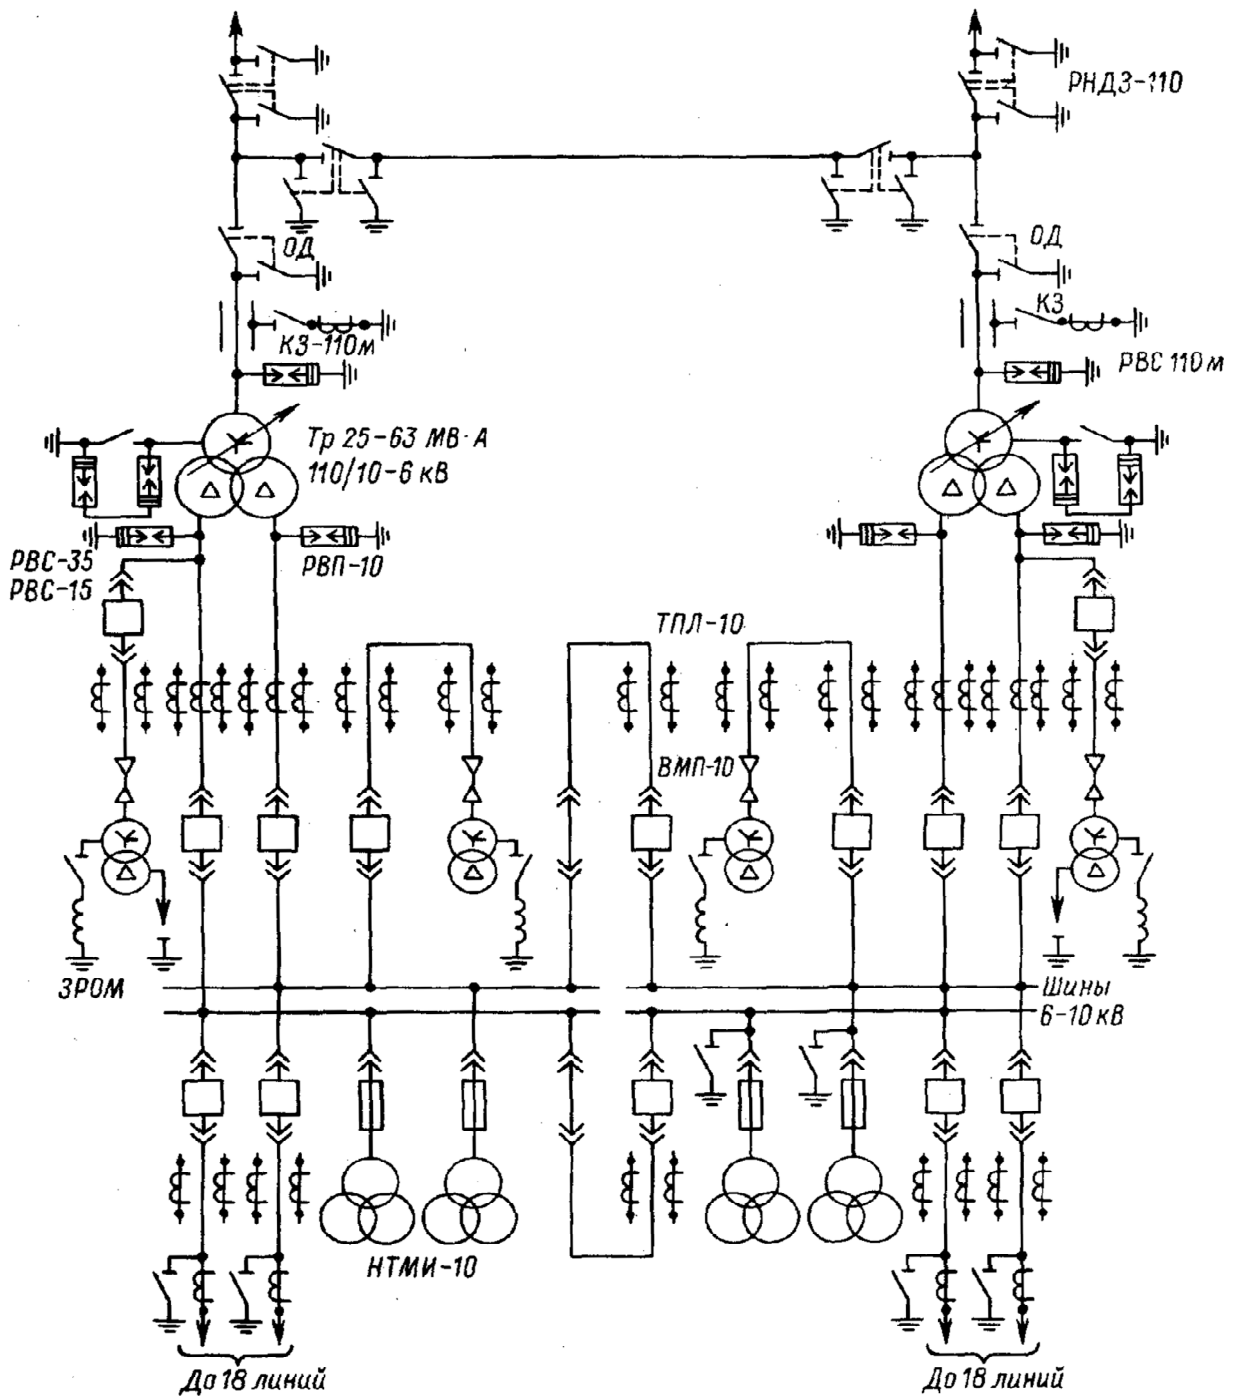 РНДЗ-110
ОД
ОД
КЗ
КЗ-110м
РВС 110м
Тр 25-63 МВ·А
110/10-6 кВ
РВС-35
РВС-15
РВП-10
ТПЛ-10
ВМП-10
ЗРОМ
Шины
6-10 кВ
НТМИ-10
До 18 линий
До 18 линий